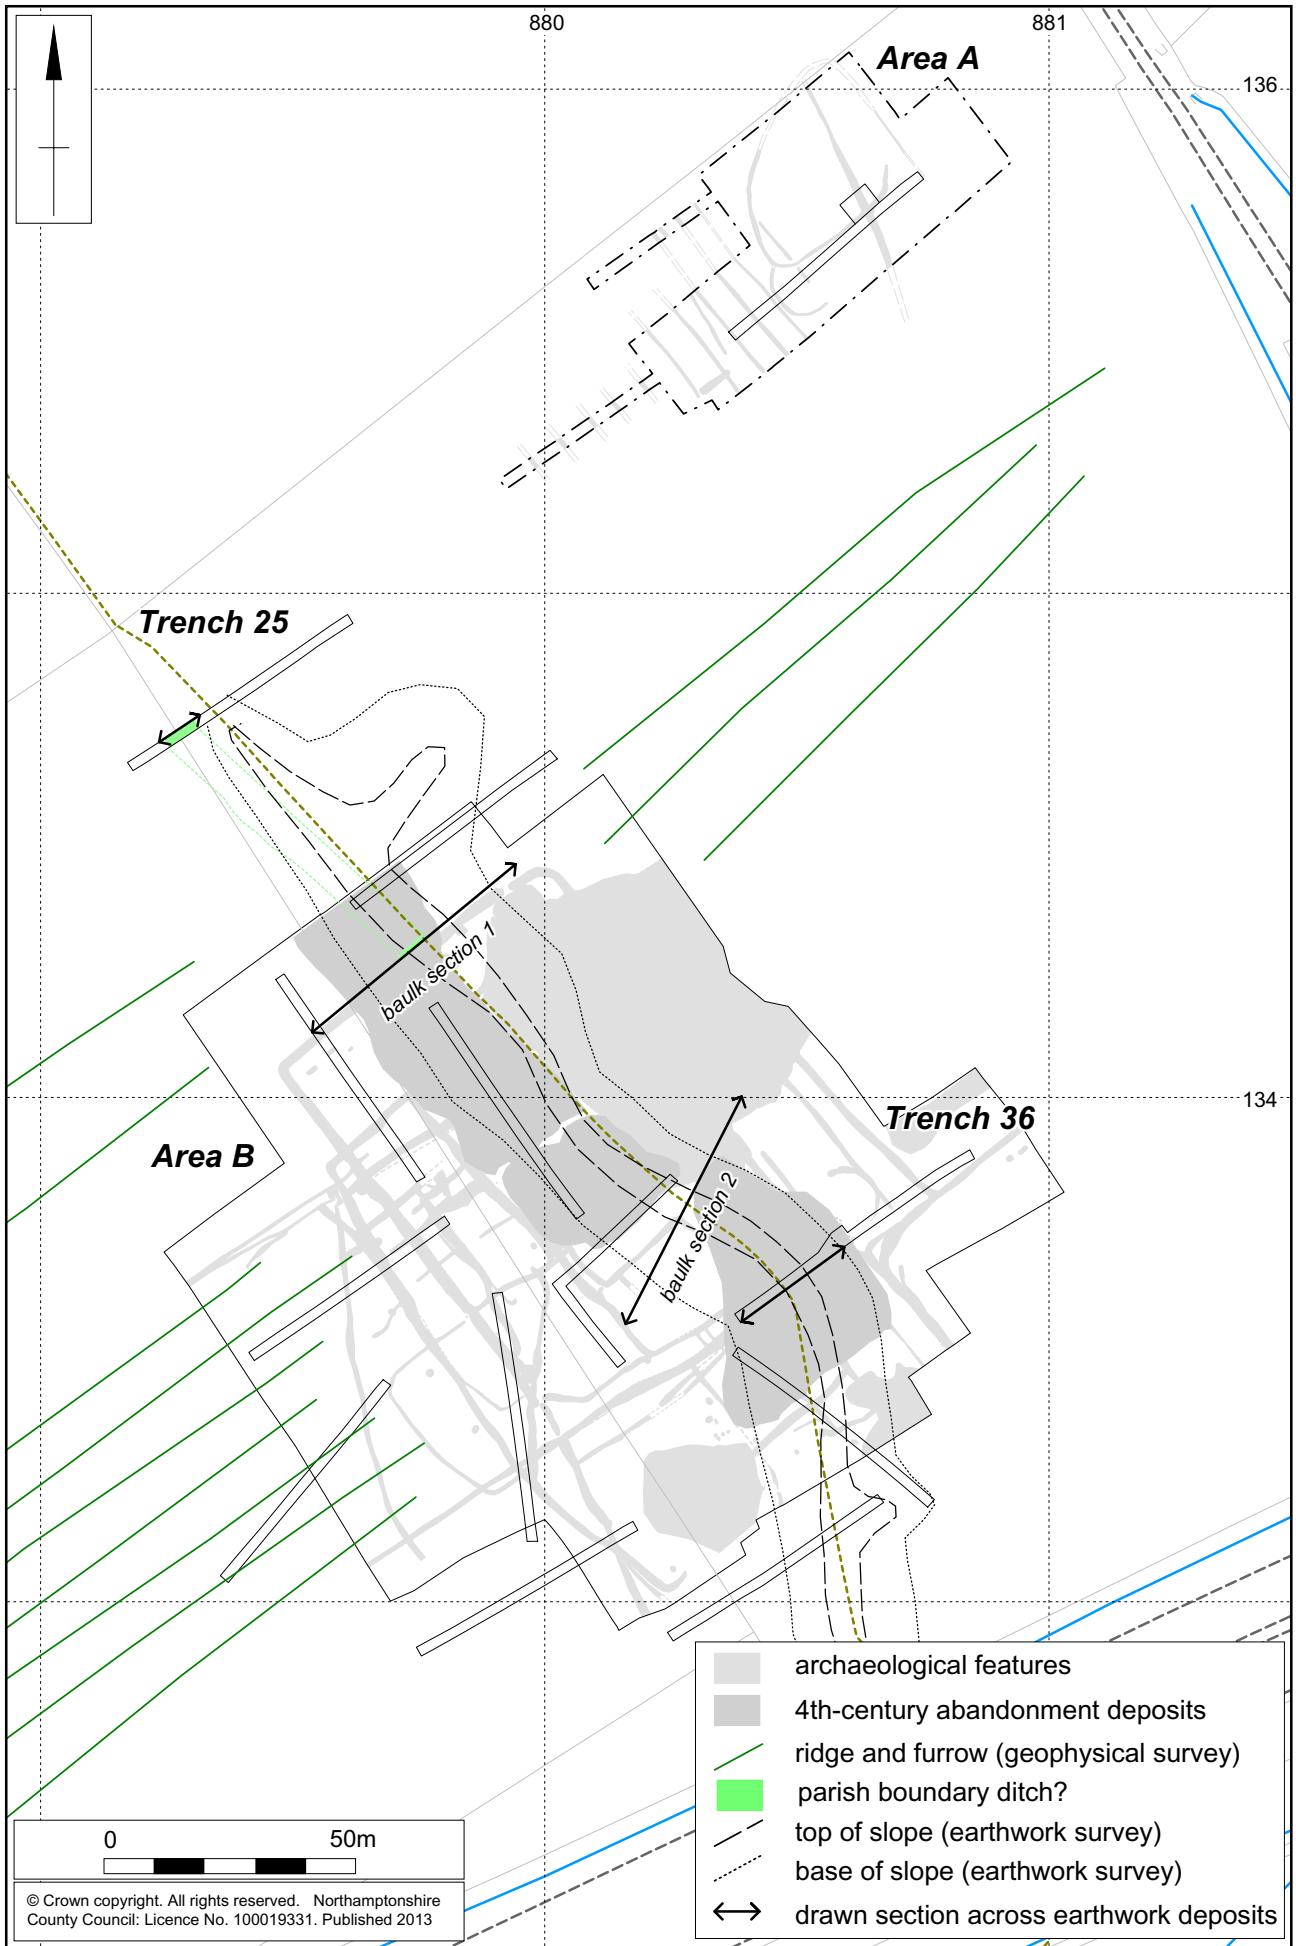 880
881
Area A
136
Trench 25
baulk section 1
134
Trench 36
Area B
baulk section 2
archaeological features
4th-century abandonment deposits
ridge and furrow (geophysical survey)
parish boundary ditch?
top of slope (earthwork survey)
base of slope (earthwork survey)
drawn section across earthwork deposits
0 50m
© Crown copyright. All rights reserved. Northamptonshire
County Council: Licence No. 100019331. Published 2013